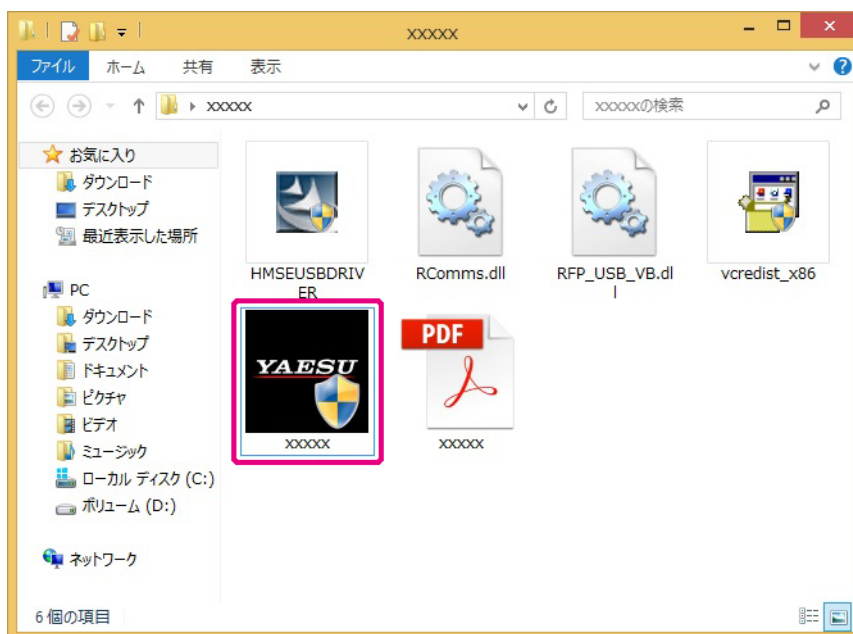 xxxxx
ファイル ホーム 共有 表示
xxxxx xxxxxの検索
お気に入り
ダウンロード
デスクトップ
最近表示した場所
PC
ダウンロード
デスクトップ
ドキュメント
ピクチャ
ビデオ
ミュージック
ローカル ディスク (C:)
ボリューム (D:)
ネットワーク
HMSEUSBDRIV
ER
RComms.dll
RFP_USB_VB.dl
l
vcredist_x86
YAESU
xxxxx
PDF
xxxxx
6 個の項目